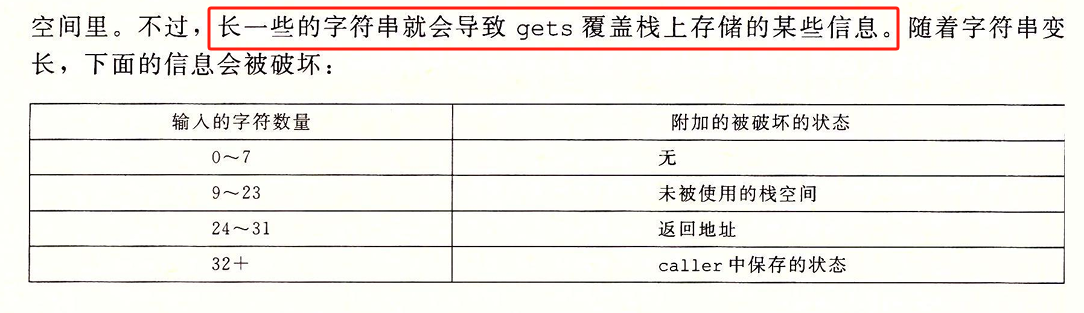 空间里。不过，长一些的字符串就会导致 gets 覆盖栈上存储的某些信息。随着字符串变
长，下面的信息会被破坏：
输入的字符数量 附加的被破坏的状态
0～7 无
9～23 未被使用的栈空间
24～31 返回地址
32+ caller 中保存的状态